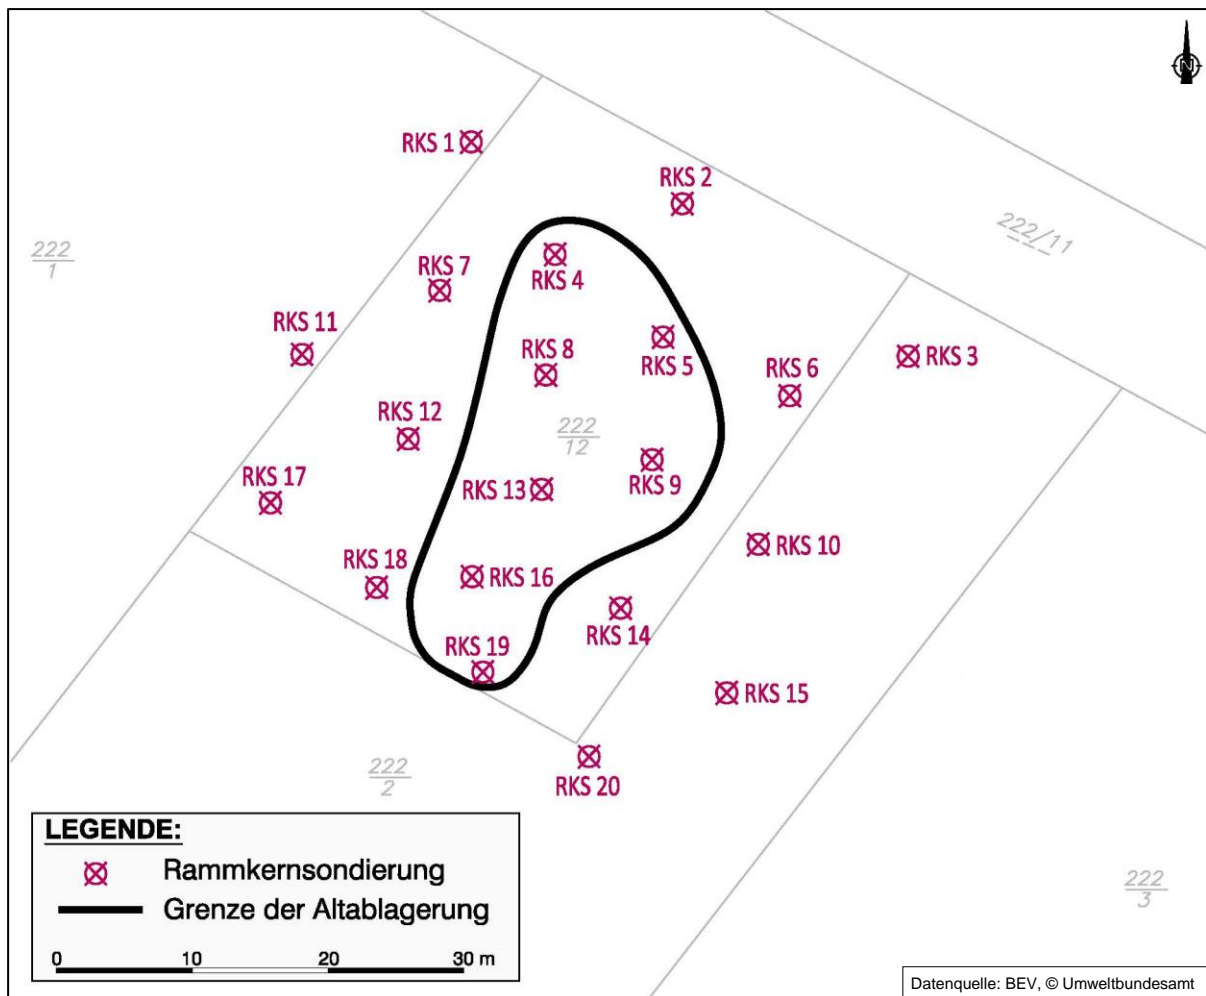 N
RKS 1
RKS 2
222/11
222
1
RKS 7
RKS 4
RKS 11
RKS 8
RKS 5
RKS 6
RKS 3
RKS 12
222
12
RKS 17
RKS 13
RKS 9
RKS 10
RKS 18
RKS 16
RKS 14
RKS 19
RKS 15
222
2
RKS 20
222
3
LEGENDE:
Rammkernsondierung
Grenze der Altablagerung
0 10 20 30 m
Datenquelle: BEV, © Umweltbundesamt